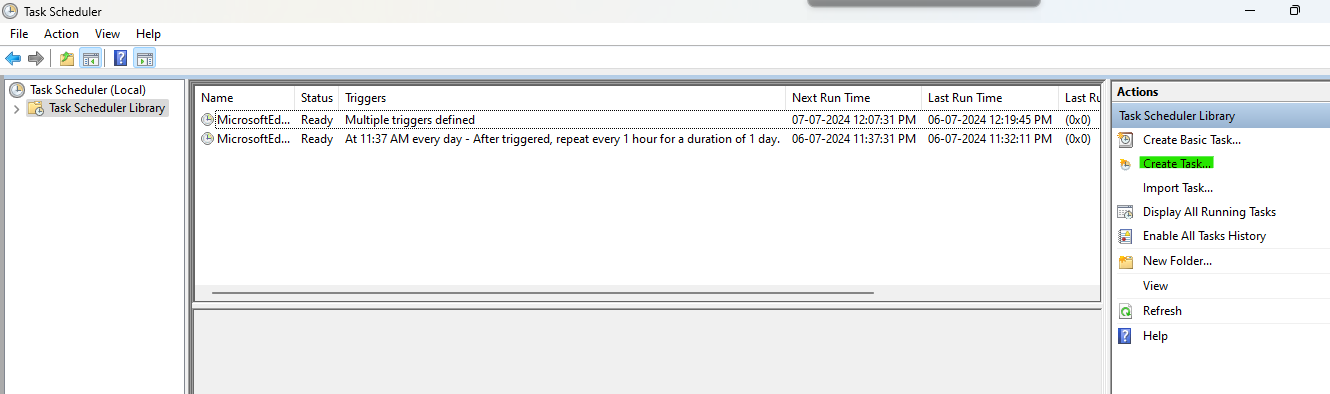 Task Scheduler
File Action View Help
Task Scheduler (Local)
Task Scheduler Library
Name Status Triggers Next Run Time Last Run Time Last Ru
MicrosoftEd... Ready Multiple triggers defined 07-07-2024 12:07:31 PM 06-07-2024 12:19:45 PM (0x0)
MicrosoftEd... Ready At 11:37 AM every day - After triggered, repeat every 1 hour for a duration of 1 day. 06-07-2024 11:37:31 PM 06-07-2024 11:32:11 PM (0x0)
Actions
Task Scheduler Library
Create Basic Task...
Create Task...
Import Task...
Display All Running Tasks
Enable All Tasks History
New Folder...
View
Refresh
Help